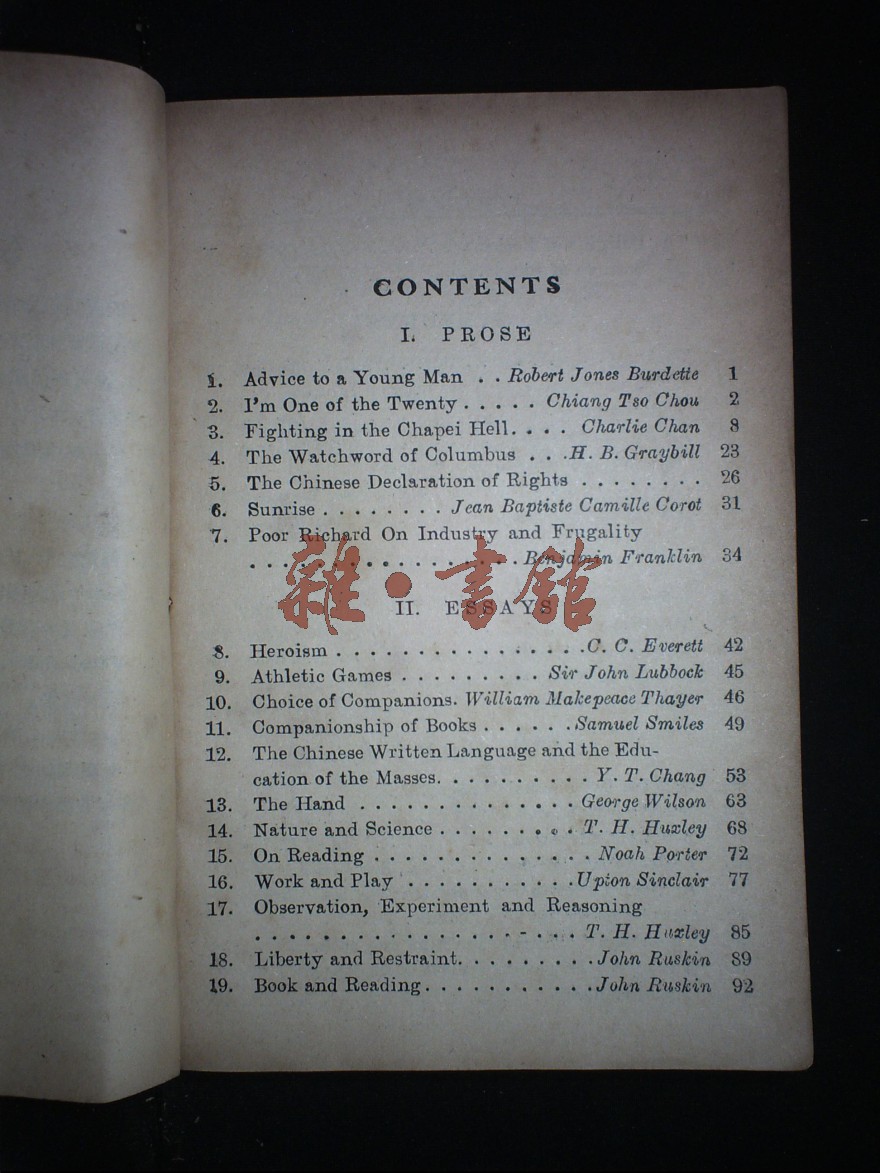 CONTENTS
I. PROSE
1. Advice to a Young Man . . Robert Jones Burdette 1
2. I'm One of the Twenty . . . . . Chiang Tso Chou 2
3. Fighting in the Chapei Hell. . . . Charlie Chan 8
4. The Watchword of Columbus . . .H. B. Graybill 23
5. The Chinese Declaration of Rights . . . . . . . . 26
6. Sunrise . . . . . . . . Jean Baptiste Camille Corot 31
7. Poor Richard On Industry and Frugality
. . . . . . . . . . . . . . . . Benjamin Franklin 34
雜·書館
II. ESSAYS
8. Heroism . . . . . . . . . . . . . . . .C. C. Everett 42
9. Athletic Games . . . . . . . . . Sir John Lubbock 45
10. Choice of Companions. William Makepeace Thayer 46
11. Companionship of Books . . . . . .Samuel Smiles 49
12. The Chinese Written Language and the Edu-
cation of the Masses. . . . . . . . . . Y. T. Chang 53
13. The Hand . . . . . . . . . . . . . . George Wilson 63
14. Nature and Science . . . . . . . . . T. H. Huxley 68
15. On Reading . . . . . . . . . . . . . . Noah Porter 72
16. Work and Play . . . . . . . . . . .Upton Sinclair 77
17. Observation, Experiment and Reasoning
. . . . . . . . . . . . . . . . - . . . T. H. Huxley 85
18. Liberty and Restraint. . . . . . . . .John Ruskin 89
19. Book and Reading. . . . . . . . . . . .John Ruskin 92